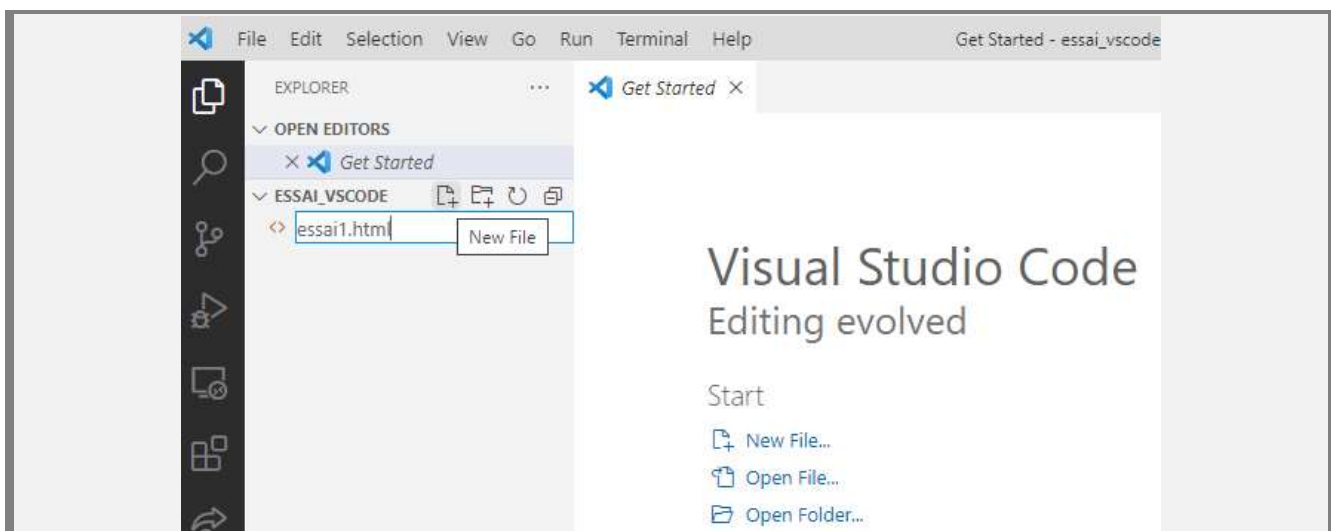 File Edit Selection View Go Run Terminal Help Get Started - essai_vscode
EXPLORER ...
Get Started
OPEN EDITORS
Get Started
ESSAI_VSCODE
essai1.html
New File
Visual Studio Code
Editing evolved
Start
New File...
Open File...
Open Folder...